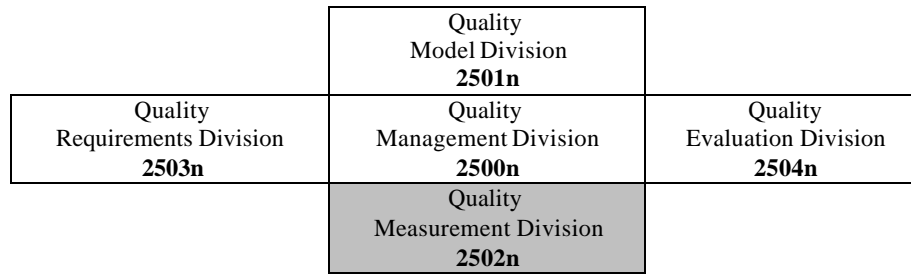 Quality
Model Division
2501n
Quality
Requirements Division
2503n
Quality
Management Division
2500n
Quality
Evaluation Division
2504n
Quality
Measurement Division
2502n